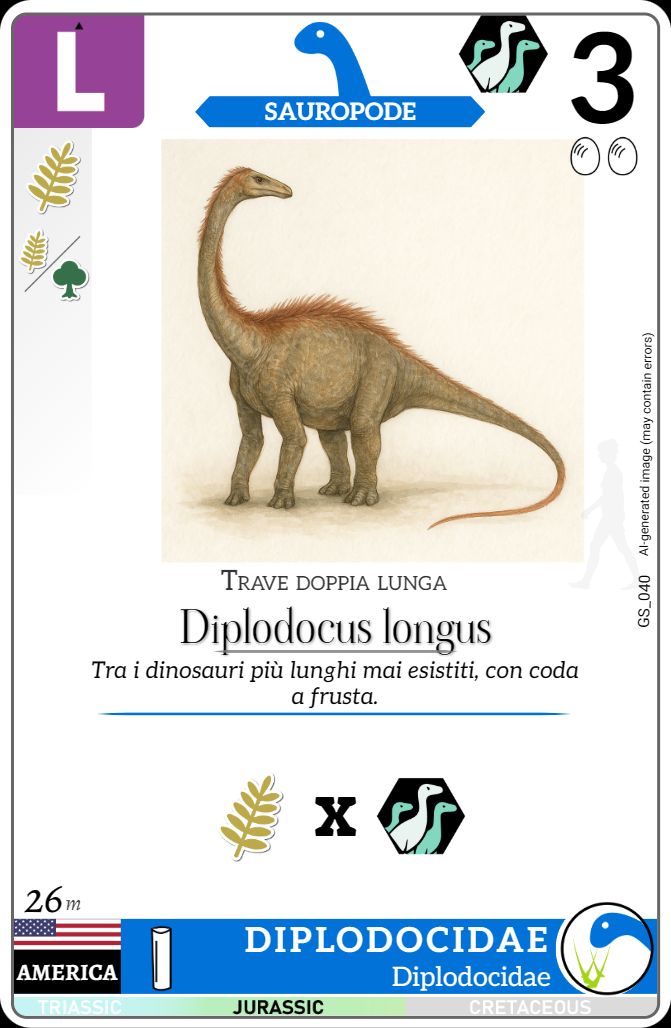 L
SAUROPODE
3
AI-generated image (may contain errors)
GS_040
Trave doppia lunga
Diplodocus longus
Tra i dinosauri più lunghi mai esistiti, con coda
a frusta.
x
26 m
AMERICA
DIPLODOCIDAE
Diplodocidae
TRIASSIC JURASSIC CRETACEOUS